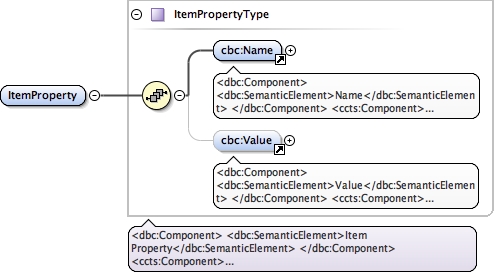 ItemPropertyType
cbc:Name
<dbc:Component>
<dbc:SemanticElement>Name</dbc:SemanticElemen
t> </dbc:Component> <ccts:Component>...
ItemProperty
cbc:Value
<dbc:Component>
<dbc:SemanticElement>Value</dbc:SemanticElemen
t> </dbc:Component> <ccts:Component>...
<dbc:Component> <dbc:SemanticElement>Item
Property</dbc:SemanticElement> </dbc:Component>
<ccts:Component>...